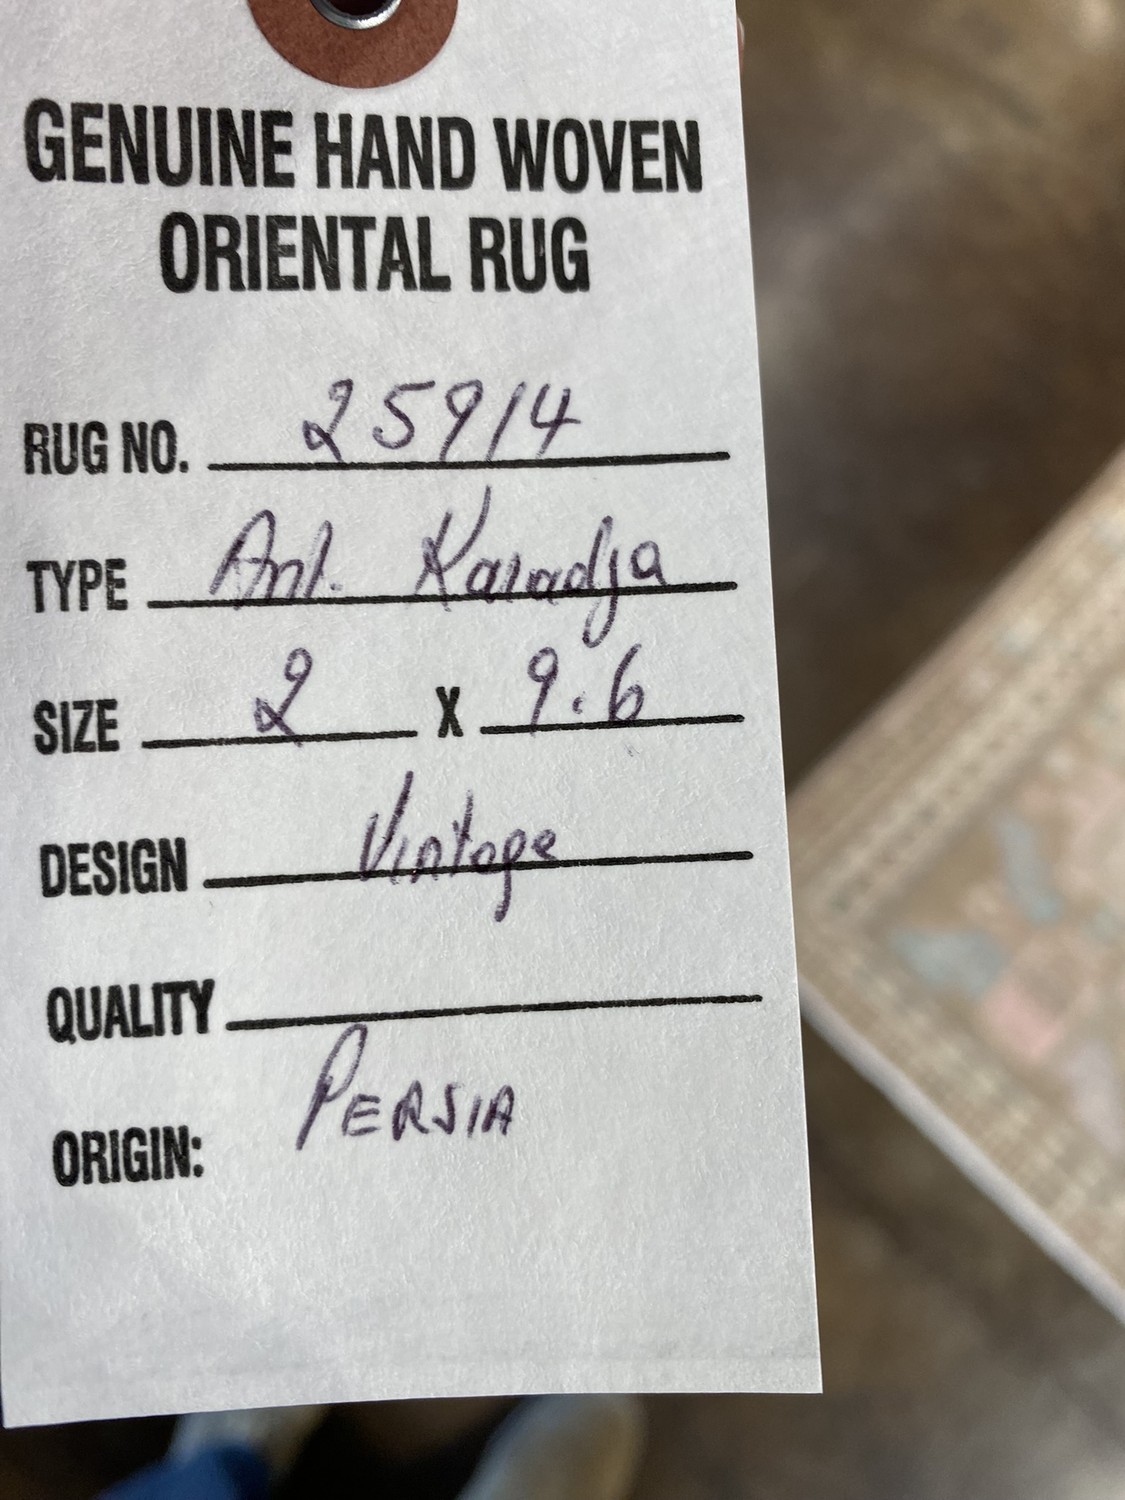 GENUINE HAND WOVEN
ORIENTAL RUG
RUG NO. 25914
TYPE Ant. Karadja
SIZE 2 X 9.6
DESIGN Vintage
QUALITY
ORIGIN: PERSIA